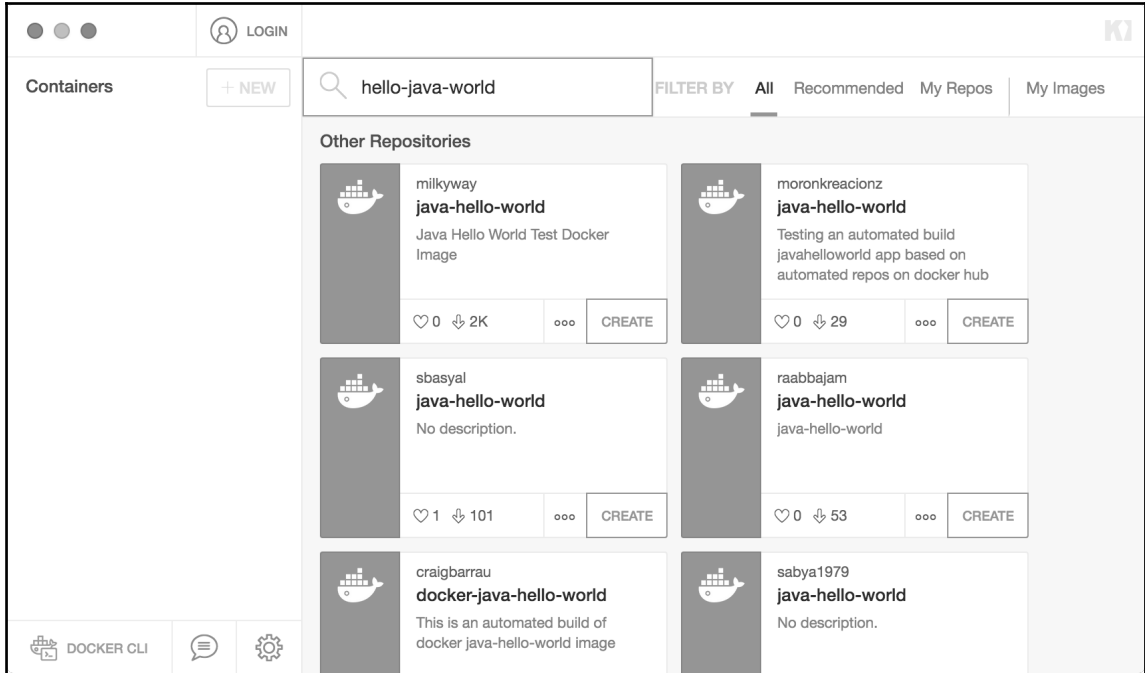 LOGIN
Containers
+ NEW
hello-java-world
FILTER BY All Recommended My Repos My Images
Other Repositories
milkyway
java-hello-world
Java Hello World Test Docker
Image
0 2K
CREATE
moronkreacionz
java-hello-world
Testing an automated build
javahelloworld app based on
automated repos on docker hub
0 29
CREATE
sbasyal
java-hello-world
No description.
1 101
CREATE
raabbajam
java-hello-world
java-hello-world
0 53
CREATE
craigbarrau
docker-java-hello-world
This is an automated build of
docker java-hello-world image
sabya1979
java-hello-world
No description.
DOCKER CLI